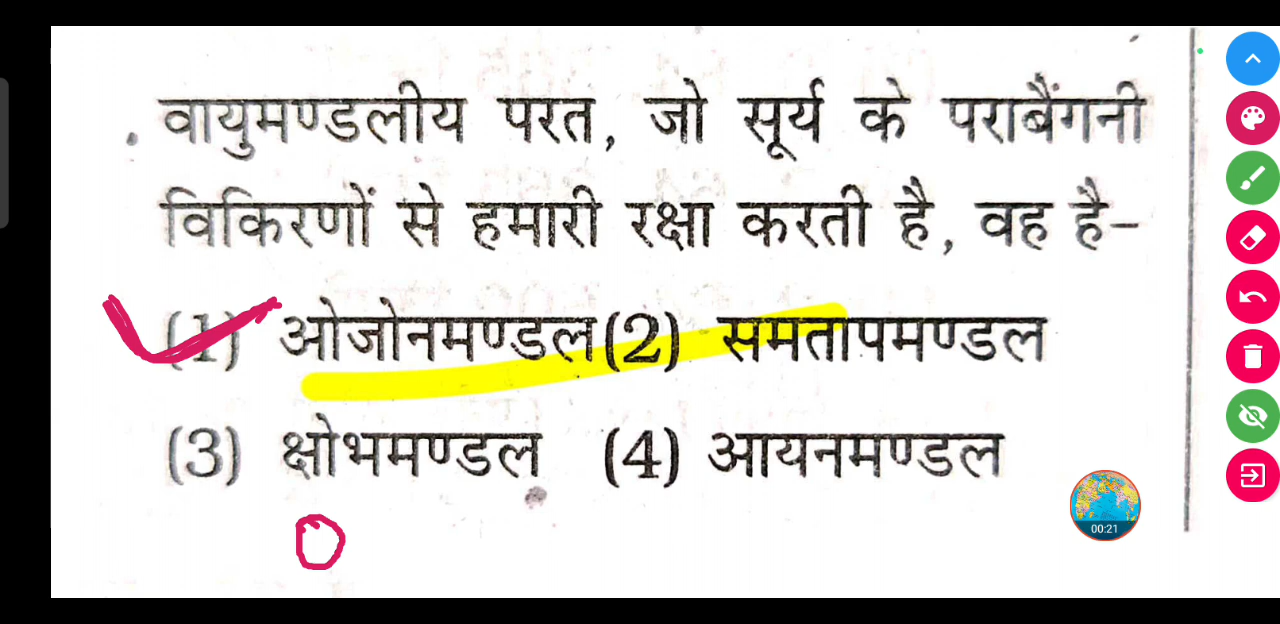 वायुमण्डलीय परत, जो सूर्य के पराबैंगनी
विकिरणों से हमारी रक्षा करती है, वह है–
(1) ओजोनमण्डल (2) समतापमण्डल
(3) क्षोभमण्डल (4) आयनमण्डल
00:21